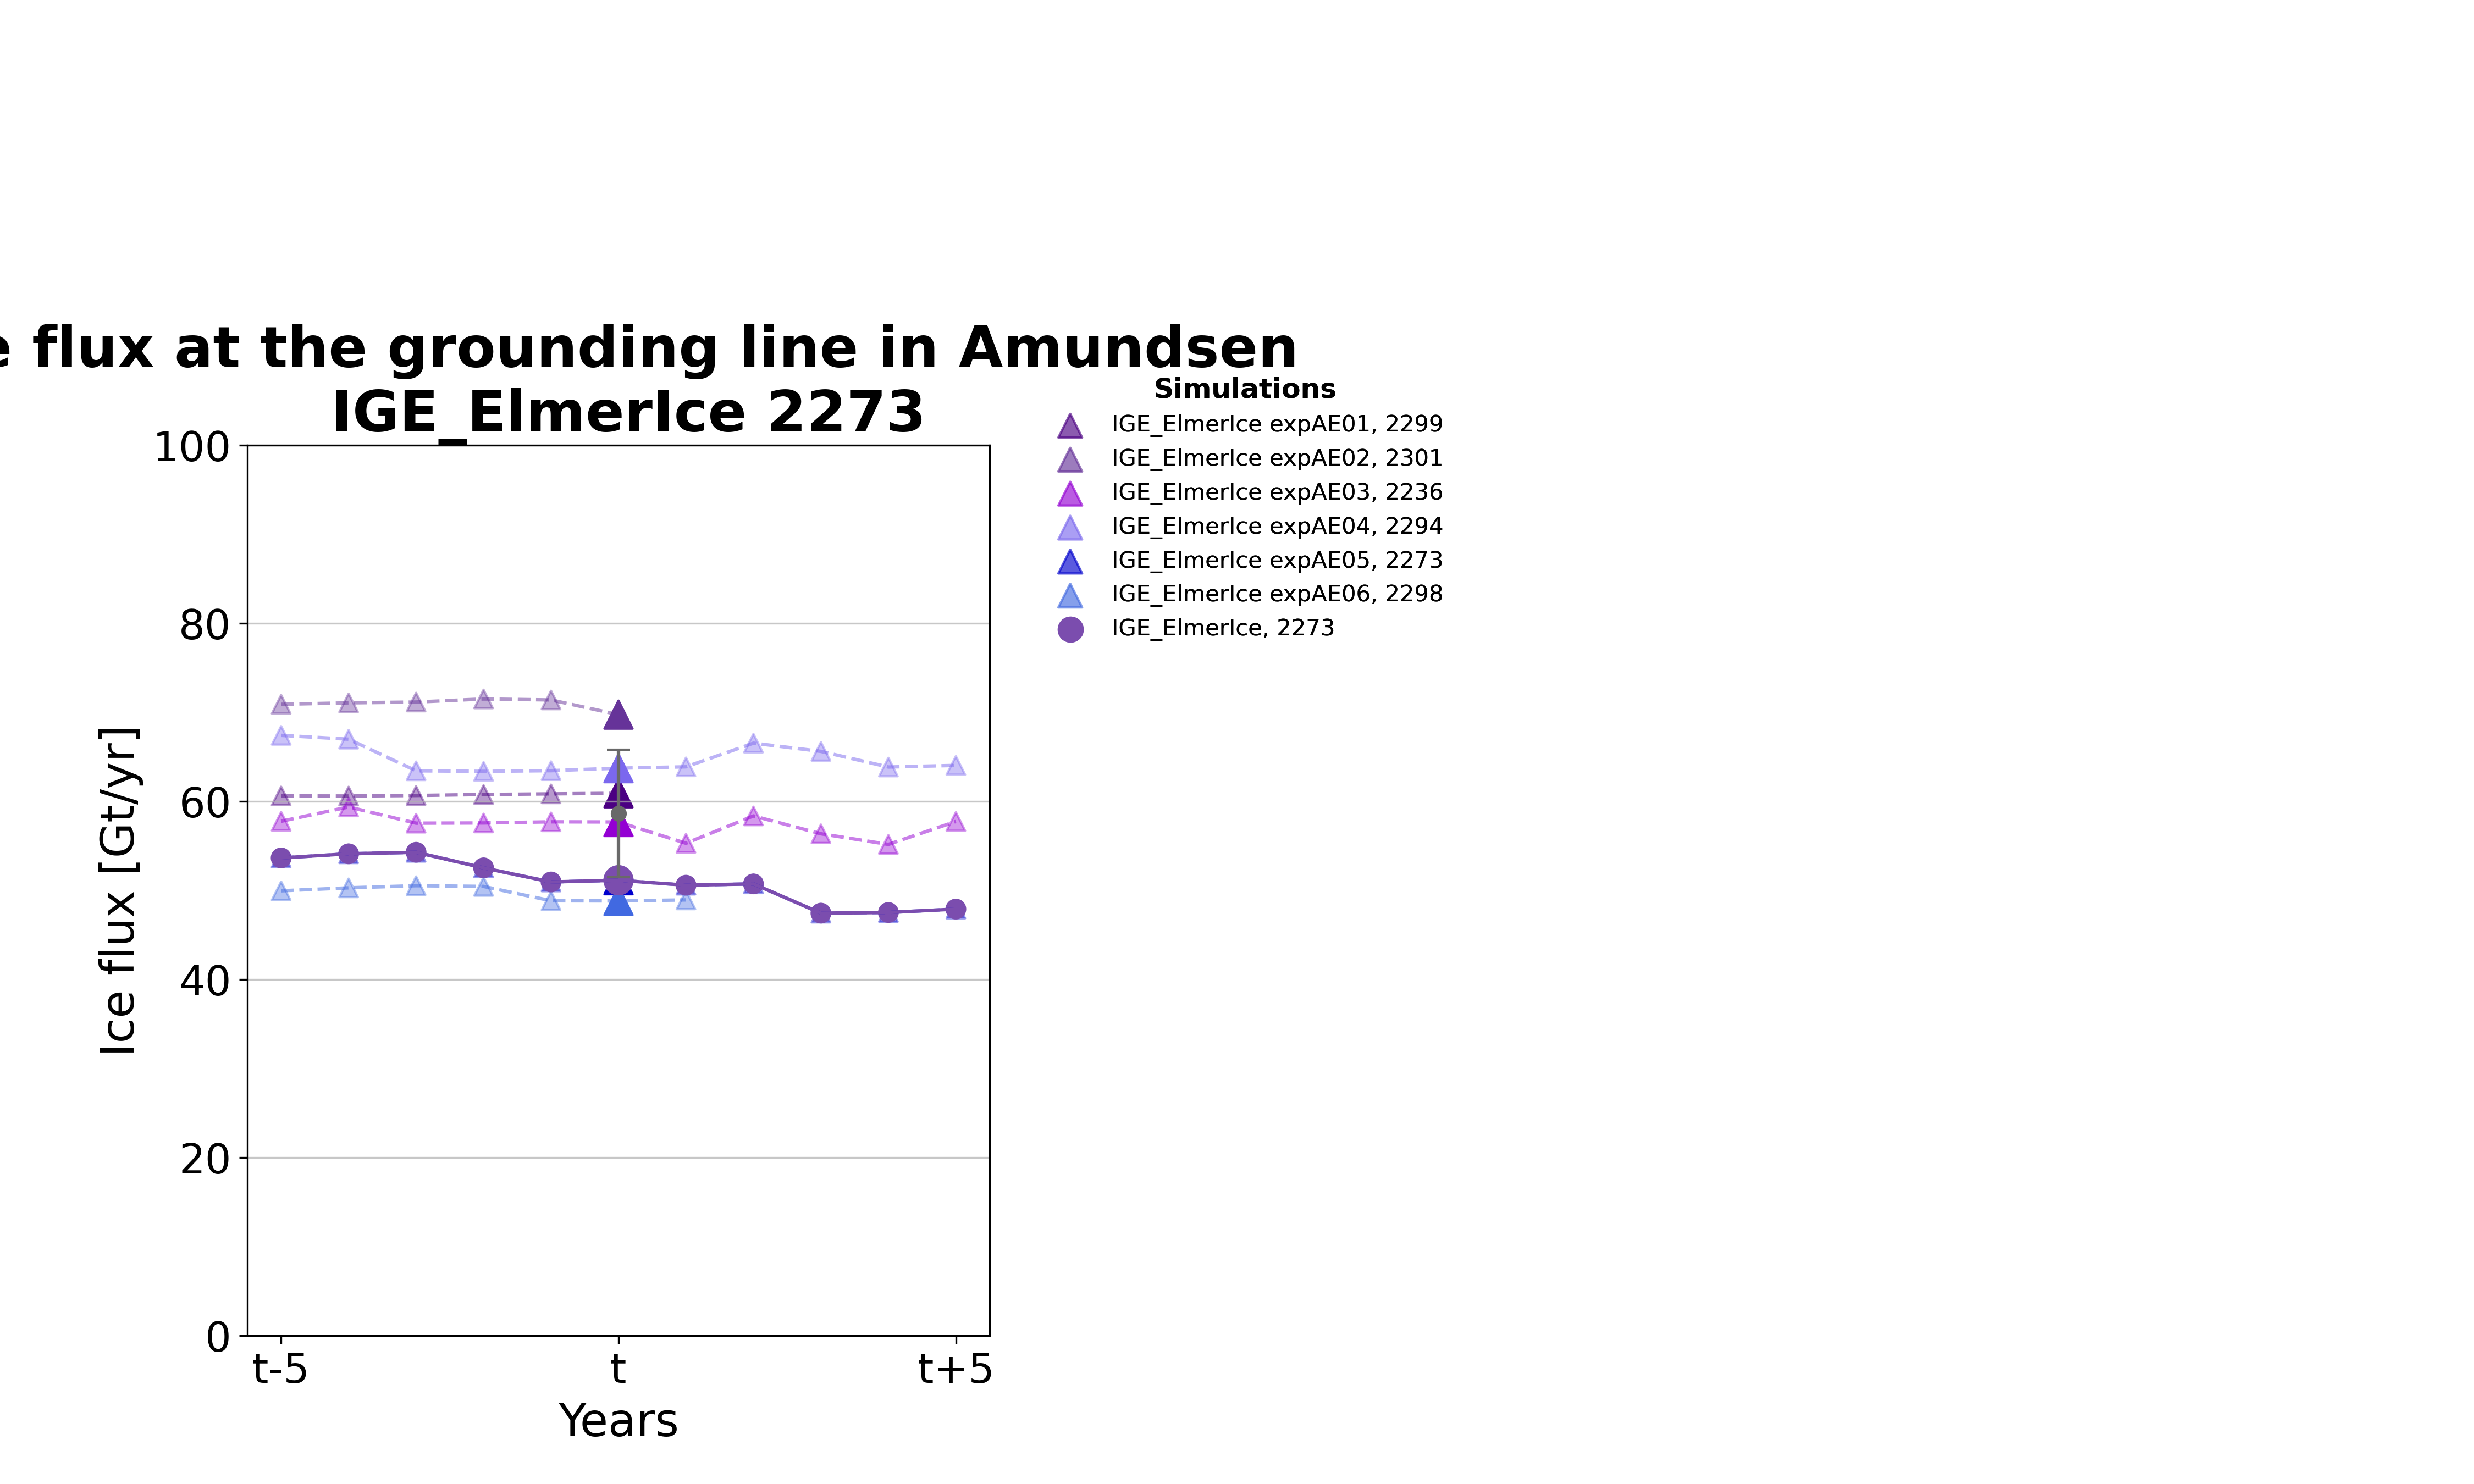 flux at the grounding line in Amundsen
IGE_ElmerIce 2273
Simulations
IGE_ElmerIce expAE01, 2299
IGE_ElmerIce expAE02, 2301
IGE_ElmerIce expAE03, 2236
IGE_ElmerIce expAE04, 2294
IGE_ElmerIce expAE05, 2273
IGE_ElmerIce expAE06, 2298
IGE_ElmerIce, 2273
Ice flux [Gt/yr]
100
80
60
40
20
0
t-5
t
t+5
Years